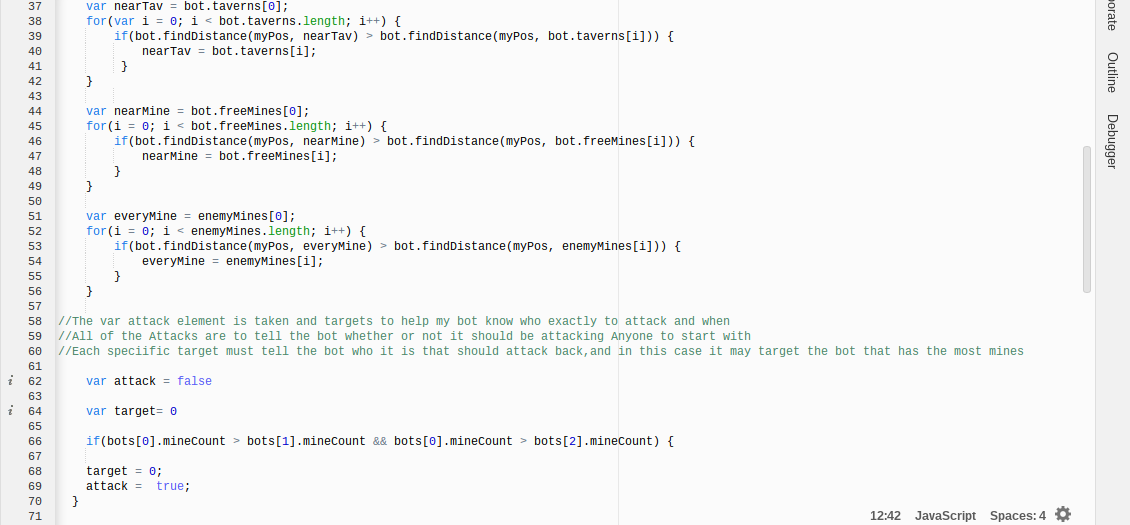 37 var nearTav = bot.taverns[0];
38 for(var i = 0; i < bot.taverns.length; i++) {
39 if(bot.findDistance(myPos, nearTav) > bot.findDistance(myPos, bot.taverns[i])) {
40 nearTav = bot.taverns[i];
41 }
42 }
43
44 var nearMine = bot.freeMines[0];
45 for(i = 0; i < bot.freeMines.length; i++) {
46 if(bot.findDistance(myPos, nearMine) > bot.findDistance(myPos, bot.freeMines[i])) {
47 nearMine = bot.freeMines[i];
48 }
49 }
50
51 var everyMine = enemyMines[0];
52 for(i = 0; i < enemyMines.length; i++) {
53 if(bot.findDistance(myPos, everyMine) > bot.findDistance(myPos, enemyMines[i])) {
54 everyMine = enemyMines[i];
55 }
56 }
57
58 //The var attack element is taken and targets to help my bot know who exactly to attack and when
59 //All of the Attacks are to tell the bot whether or not it should be attacking Anyone to start with
60 //Each speciific target must tell the bot who it is that should attack back,and in this case it may target the bot that has the most mines
61
i 62 var attack = false
63
i 64 var target= 0
65
66 if(bots[0].mineCount > bots[1].mineCount && bots[0].mineCount > bots[2].mineCount) {
67
68 target = 0;
69 attack =  true;
70 }
71
12:42 JavaScript Spaces: 4
Outline
Debugger